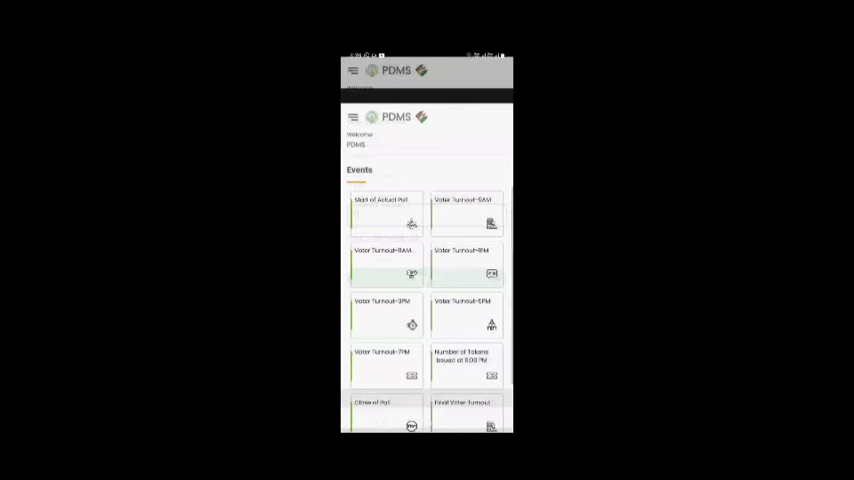 PDMS
Welcome
PDMS
Welcome
PDMS
Events
Start of Actual Poll
Voter Turnout-9AM
Voter Turnout-11AM
Voter Turnout-1PM
Voter Turnout-3PM
Voter Turnout-5PM
Voter Turnout-7PM
Number of Tokens
Issued at 6:00 PM
Close of Poll
Final Voter Turnout